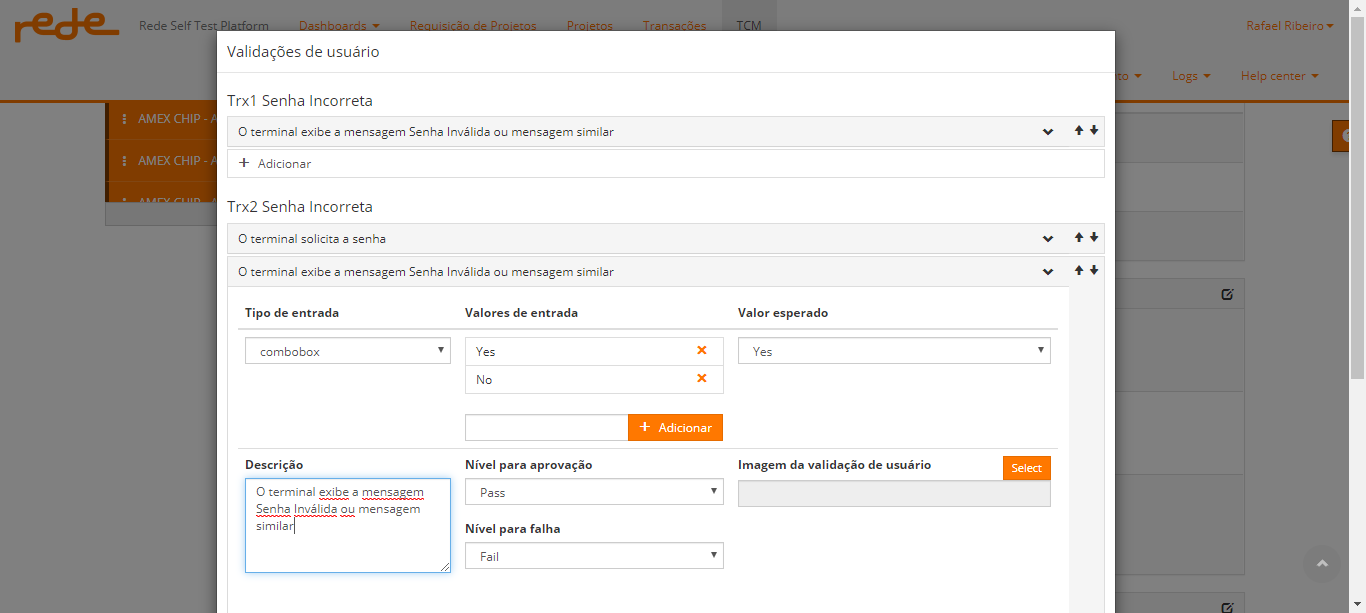 rede Rede Self Test Platform Dashboards Requisição de Projetos Projetos Transações TCM Rafael Ribeiro
Validações de usuário
Logs Help center
Trx1 Senha Incorreta
AMEX CHIP - A
O terminal exibe a mensagem Senha Inválida ou mensagem similar
AMEX CHIP - A
+ Adicionar
AMEX CHIP - A
Trx2 Senha Incorreta
O terminal solicita a senha
O terminal exibe a mensagem Senha Inválida ou mensagem similar
Tipo de entrada Valores de entrada Valor esperado
combobox Yes Yes
No
+ Adicionar
Descrição Nível para aprovação Imagem da validação de usuário Select
O terminal exibe a mensagem
Senha Inválida ou mensagem
similar
Pass
Nível para falha
Fail